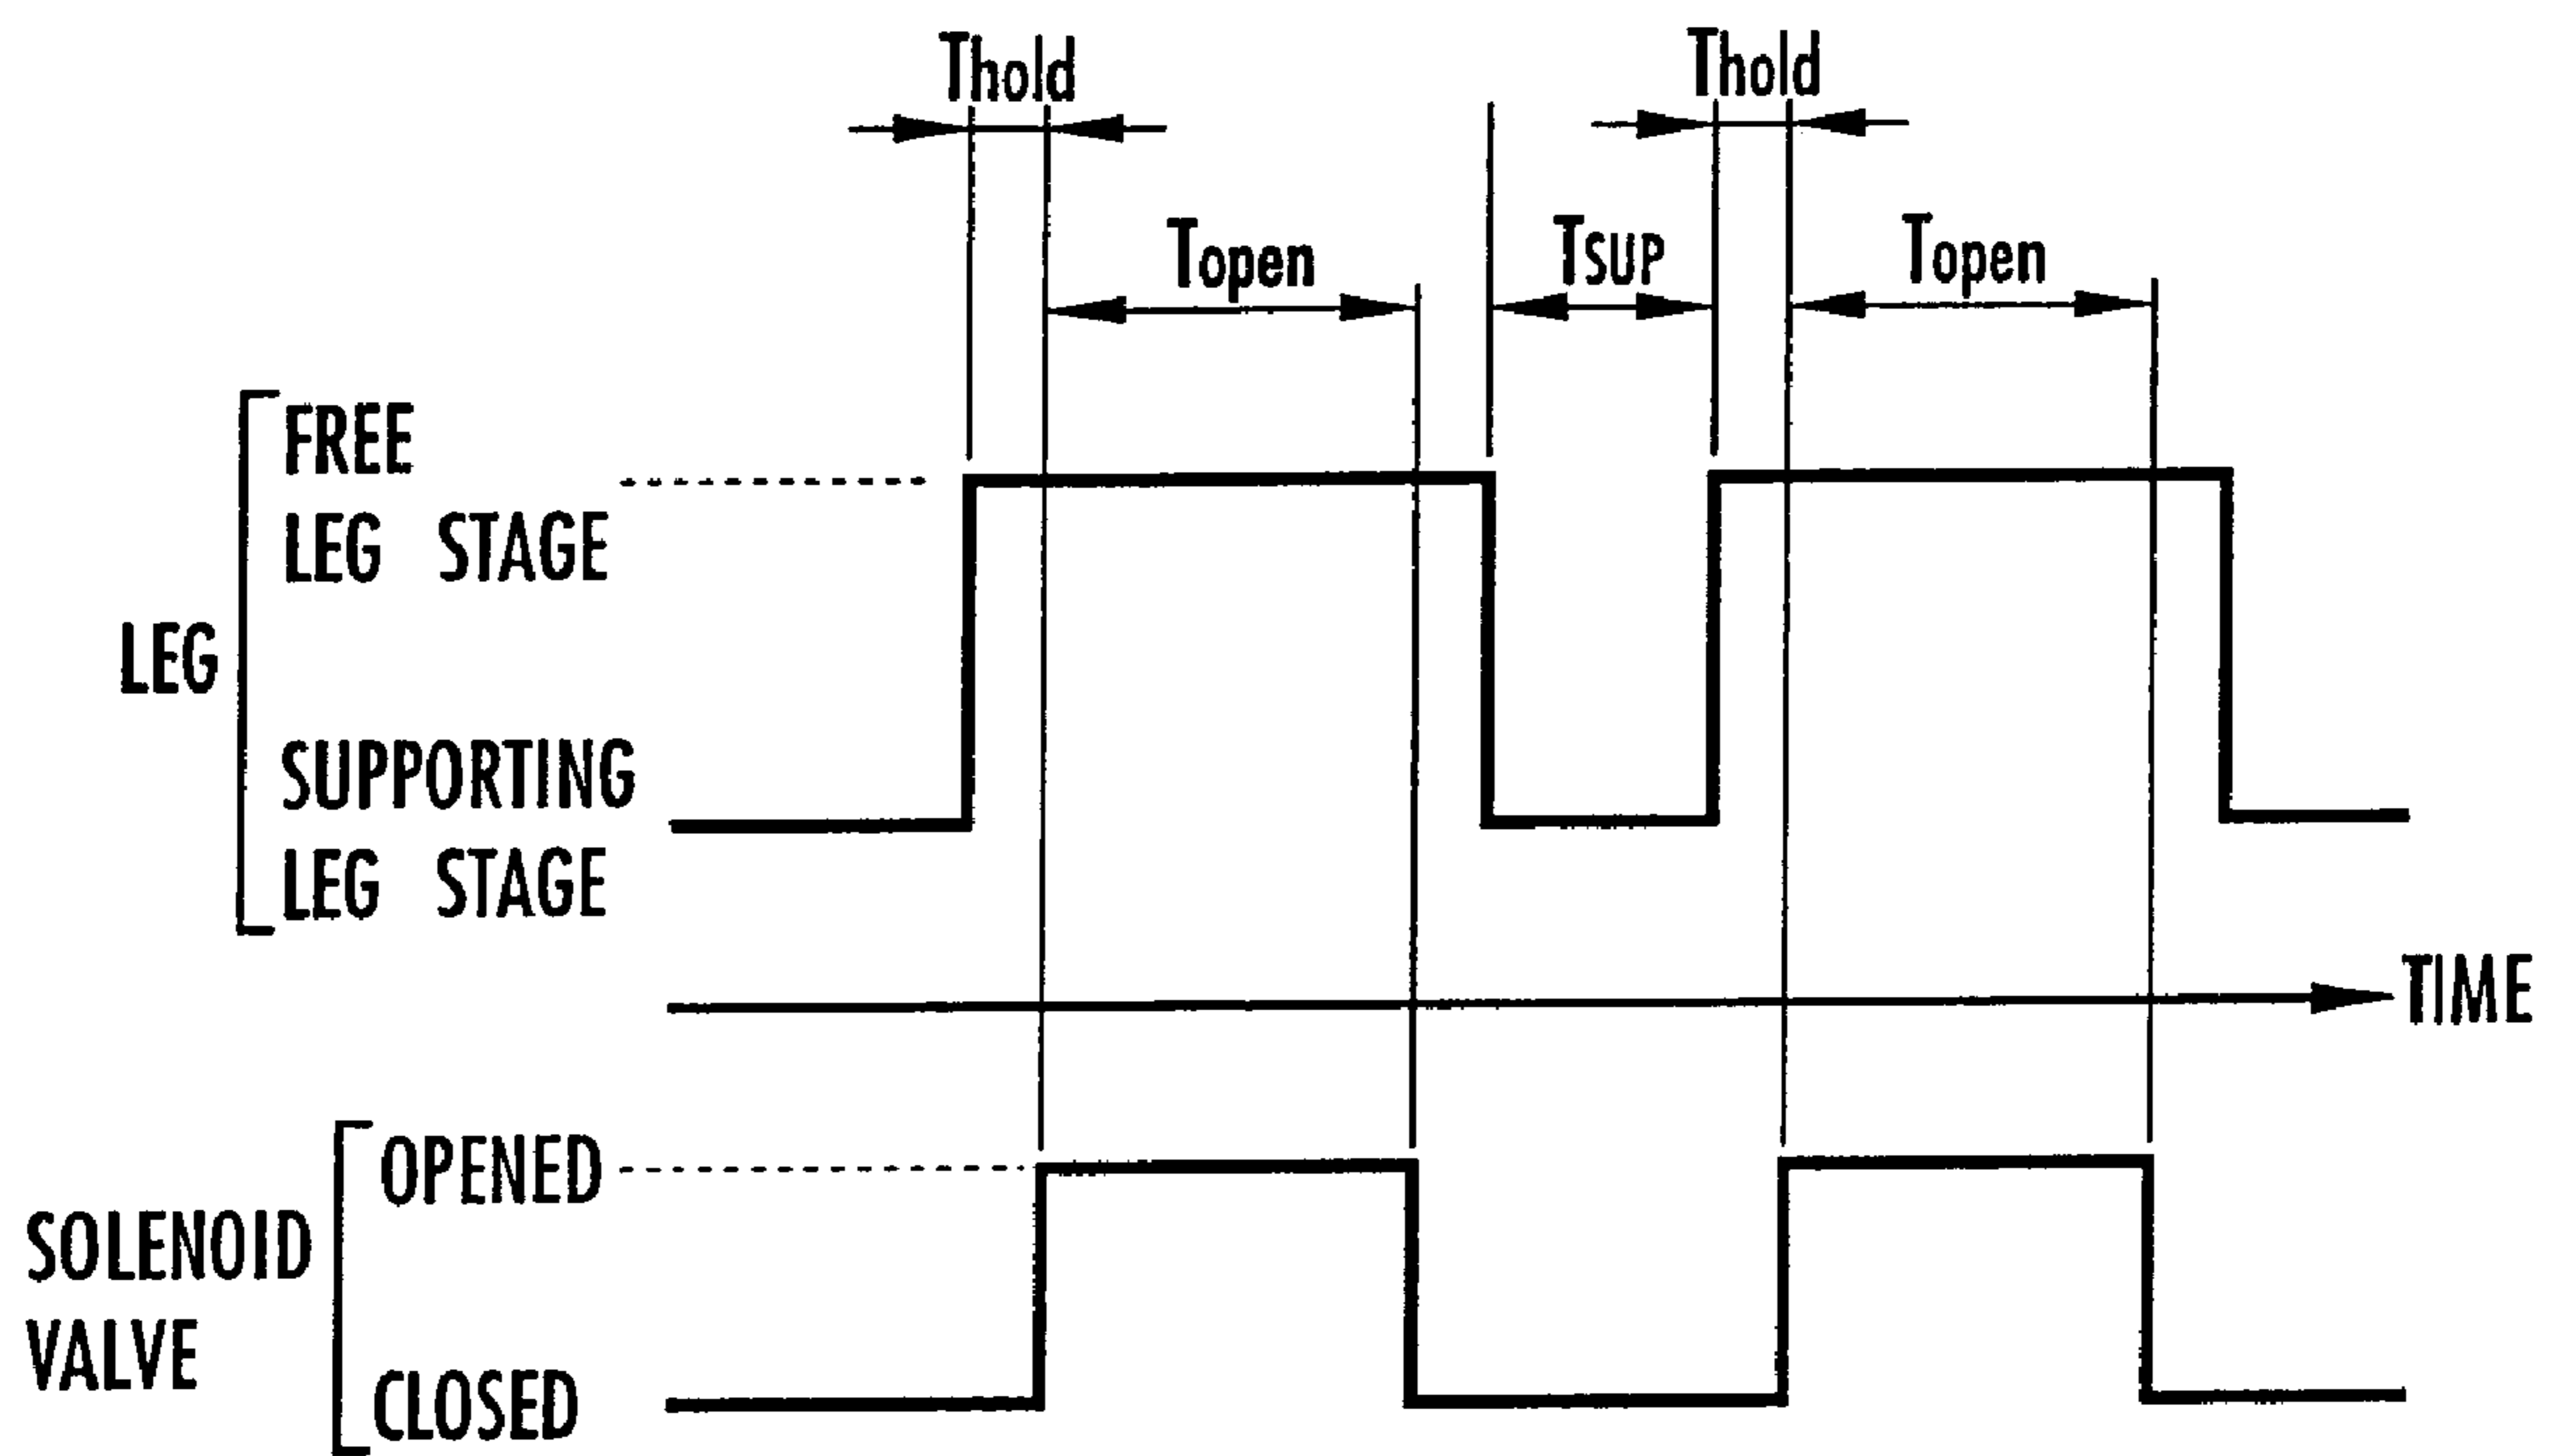 Thold
Thold
Topen
TSUP
Topen
FREE
LEG STAGE
LEG
SUPPORTING
LEG STAGE
TIME
OPENED
SOLENOID
VALVE
CLOSED